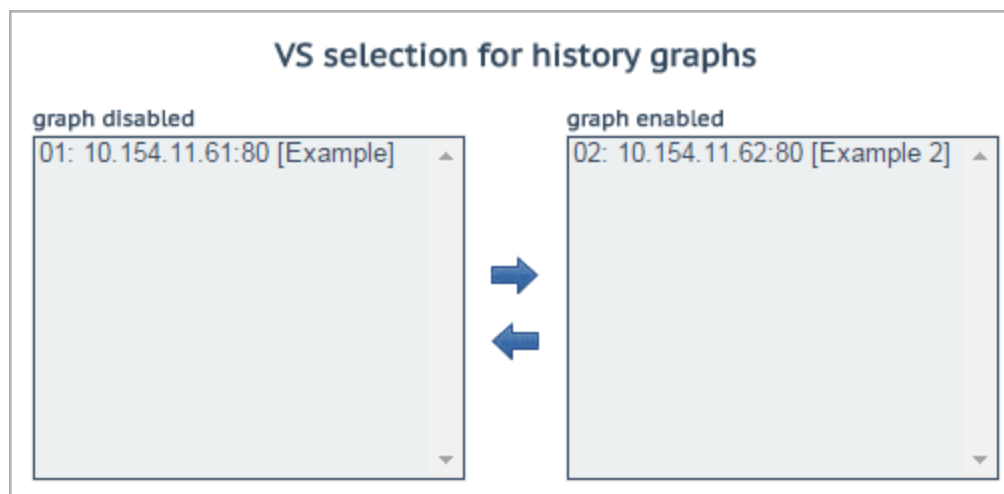 VS selection for history graphs
graph disabled
01: 10.154.11.61:80 [Example]
graph enabled
02: 10.154.11.62:80 [Example 2]